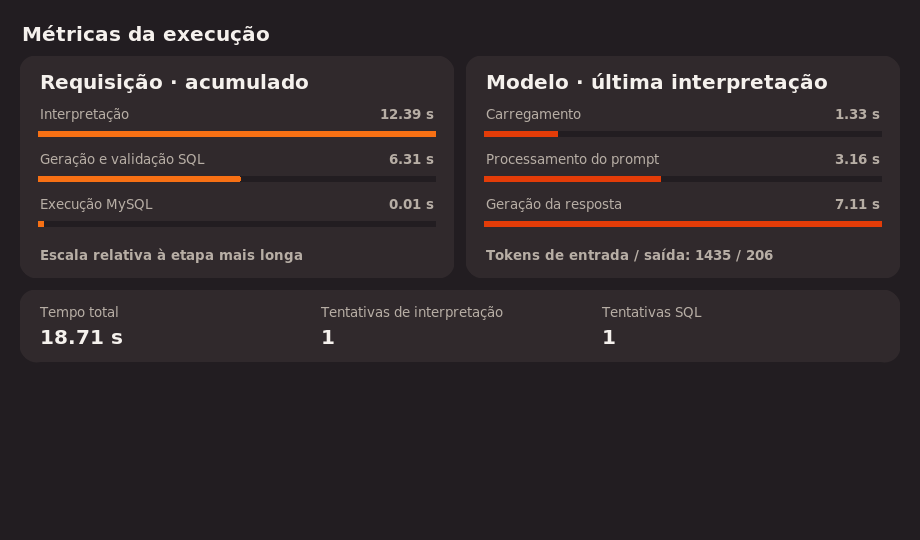 Métricas da execução
Requisição · acumulado
Interpretação 12.39 s
Geração e validação SQL 6.31 s
Execução MySQL 0.01 s
Escala relativa à etapa mais longa
Modelo · última interpretação
Carregamento 1.33 s
Processamento do prompt 3.16 s
Geração da resposta 7.11 s
Tokens de entrada / saída: 1435 / 206
Tempo total
18.71 s
Tentativas de interpretação
1
Tentativas SQL
1